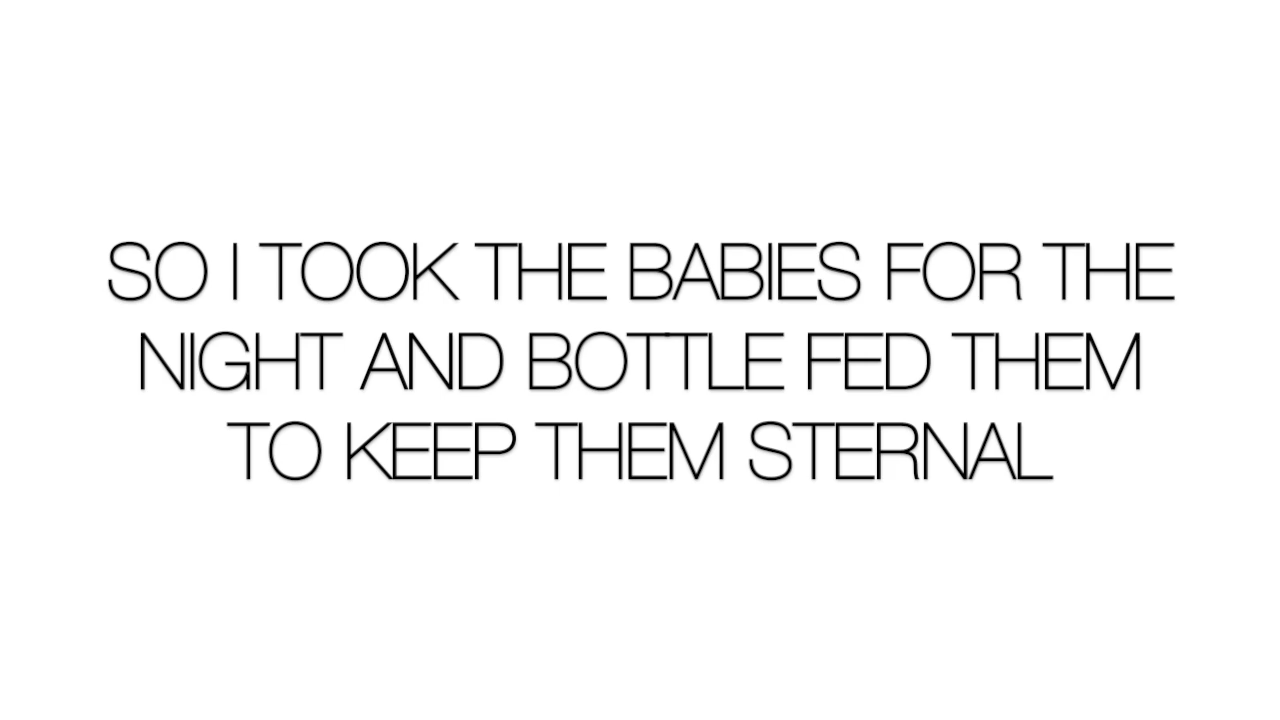 SO I TOOK THE BABIES FOR THE
NIGHT AND BOTTLE FED THEM
TO KEEP THEM STERNAL